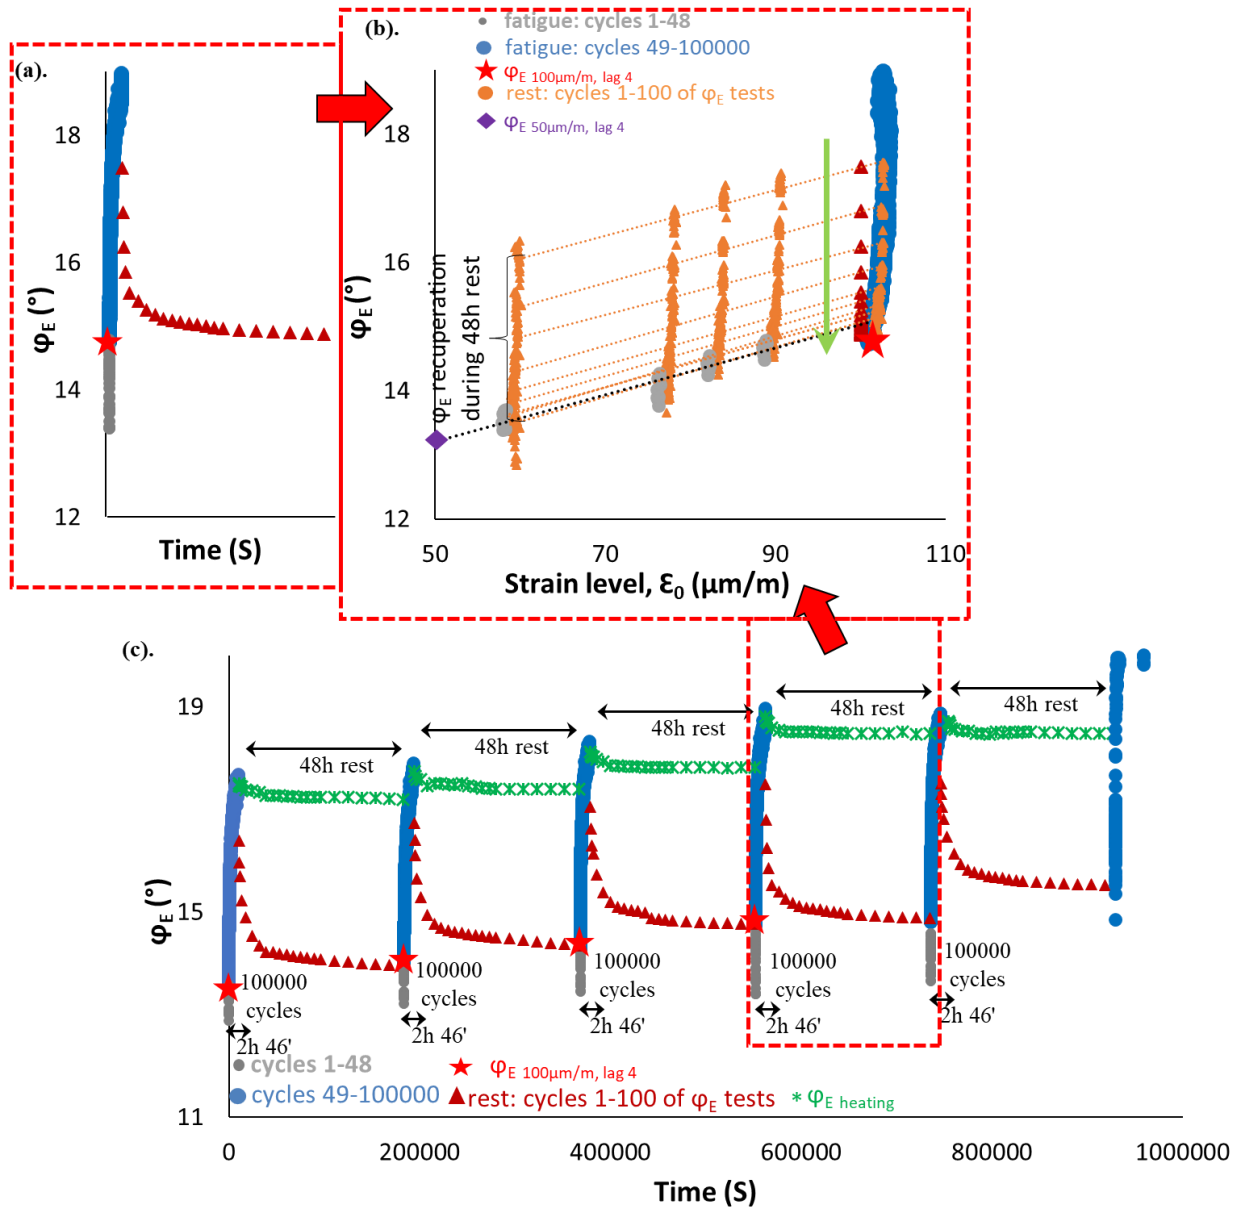 (a).
18
16
14
12
φE (°)
Time (S)
(b).
fatigue: cycles 1-48
fatigue: cycles 49-100000
φE 100µm/m, lag 4
rest: cycles 1-100 of φE tests
φE 50µm/m, lag 4
18
16
14
12
φE (°)
φE recuperation
during 48h rest
50
70
90
110
Strain level, Ɛ0 (µm/m)
(c).
19
15
11
φE (°)
48h rest
48h rest
48h rest
48h rest
48h rest
100000
cycles
2h 46'
100000
cycles
2h 46'
100000
cycles
2h 46'
100000
cycles
2h 46'
100000
cycles
2h 46'
cycles 1-48
φE 100µm/m, lag 4
cycles 49-100000
rest: cycles 1-100 of φE tests
φE heating
0
200000
400000
600000
800000
1000000
Time (S)